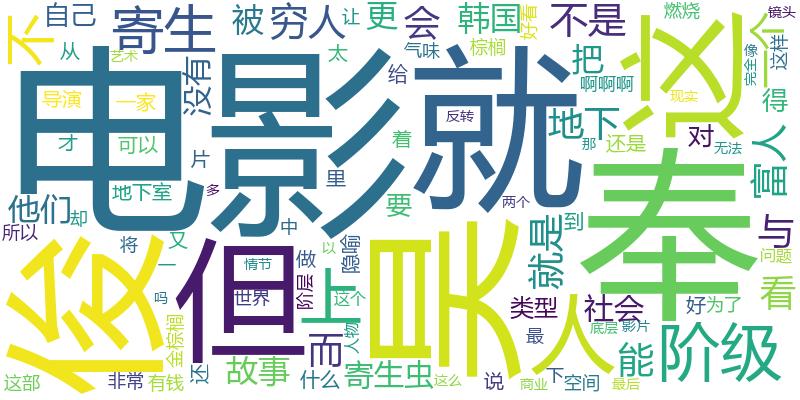 电影
就
这
奉
俊
但
昊
人
上
阶级
不
自己
寄生
被
穷人
让
更
会
韩国
好看
不是
燃烧
一个
镜头
从
艺术
太
气味
棕榈
把
完全
像
这样
没有
导演
一家
给
啊啊啊
得
现实
才
可以
片
着
反转
地下
那
还是
对
无法
富人
地下室
多
里
要
他们
却
两个
与
所以
将
又
中
做
隐喻
以
就是
到
问题
一
情节
阶层
这个
而
类型
社会
好
为了
看
吗
世界
人物
最
底层
影片
金棕榈
故事
能
这部
非常
有钱
还
什么
寄生虫
这么
说
商业
下
空间
最后